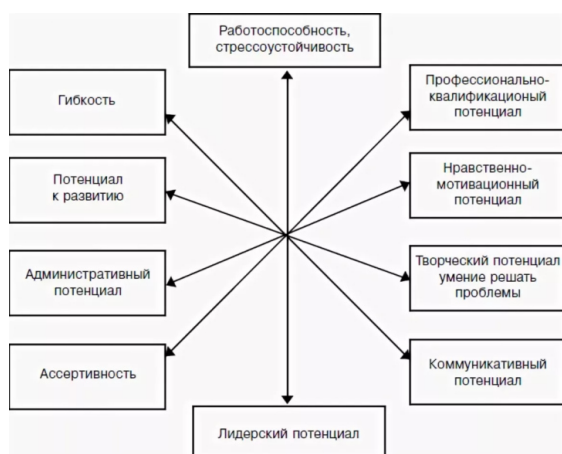 Работоспособность,
стрессоустойчивость
Гибкость
Профессионально-
квалификационый
потенциал
Потенциал
к развитию
Нравственно-
мотивационный
потенциал
Административный
потенциал
Творческий потенциал
умение решать
проблемы
Ассертивность
Коммуникативный
потенциал
Лидерский потенциал